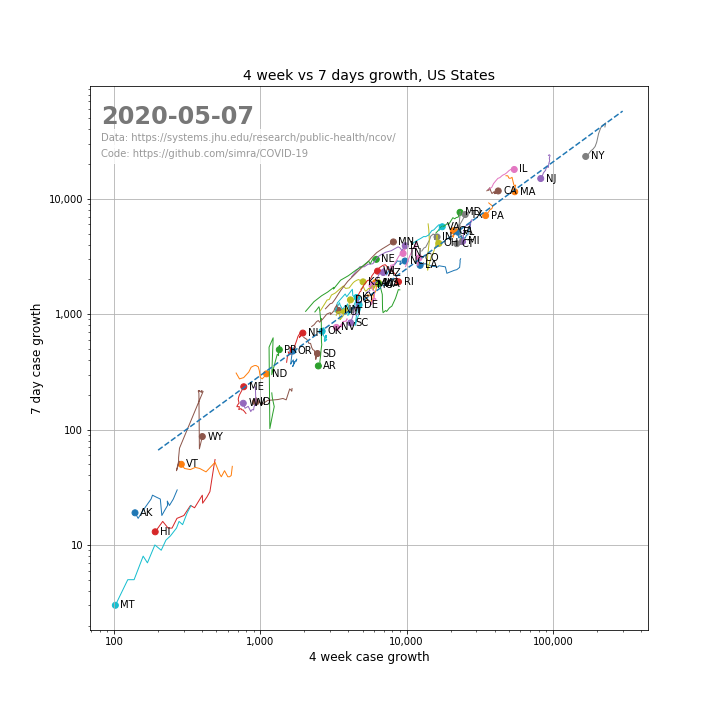 4 week vs 7 days growth, US States
2020-05-07
Data: https://systems.jhu.edu/research/public-health/ncov/
Code: https://github.com/simra/COVID-19
NY
IL
NJ
CA
MA
10,000
MD
PA
VA
IN
MI
OH
CT
MN
NE
CO
LA
RI
1,000
DE
SC
NV
OK
NH
PR
OR
SD
AR
ND
ME
100
WY
VT
AK
10
HI
MT
100
1,000
10,000
100,000
4 week case growth
7 day case growth